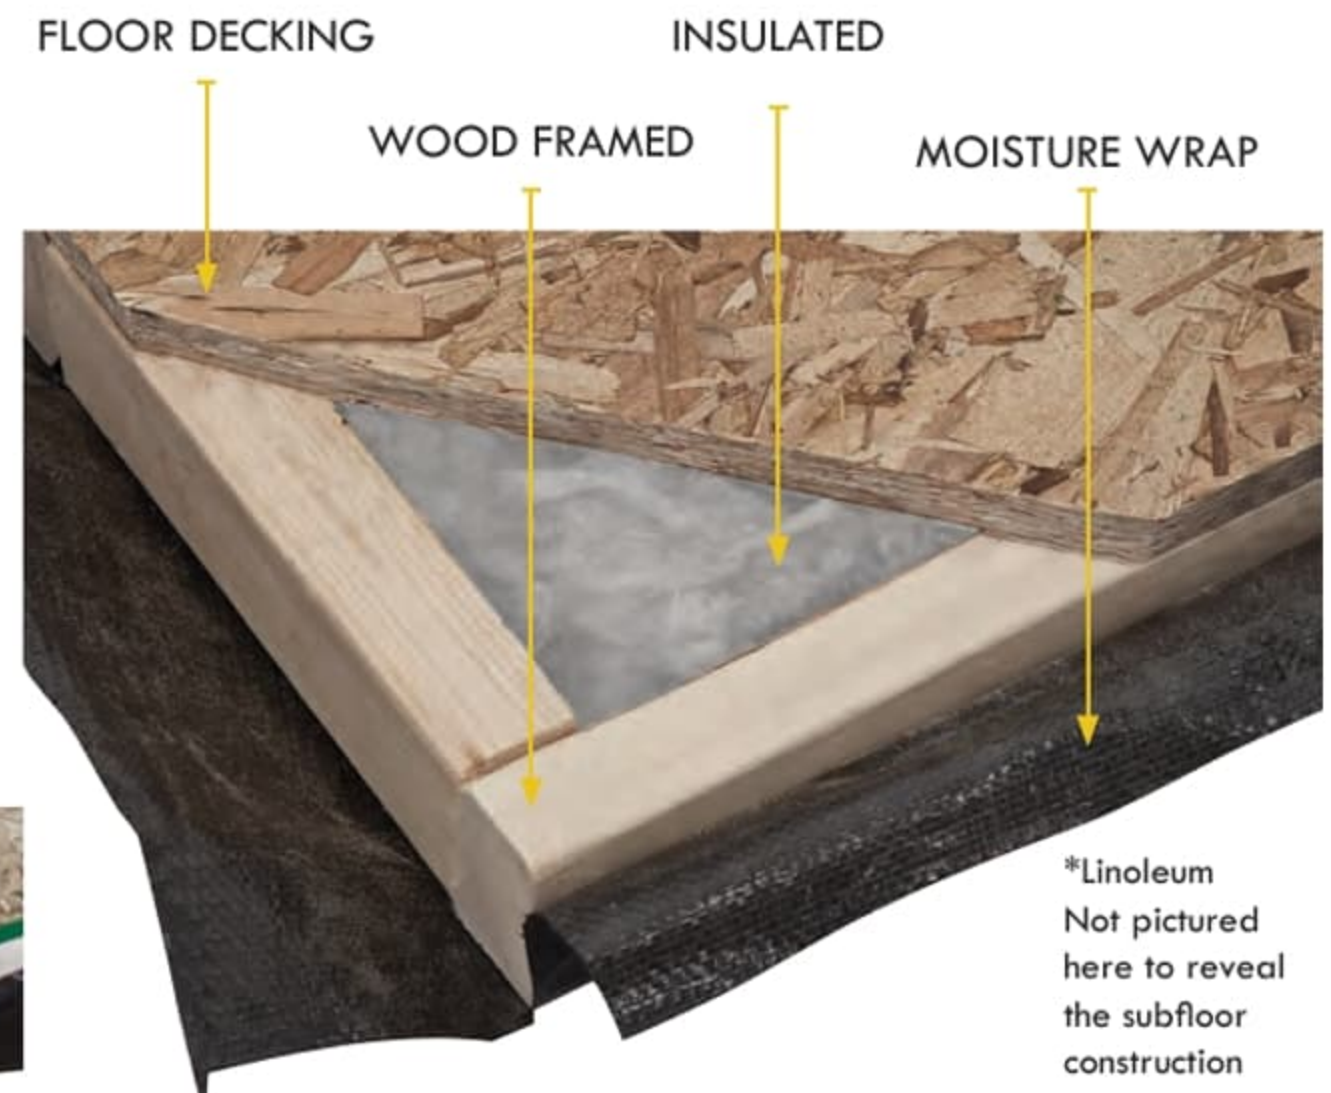 FLOOR DECKING
INSULATED
WOOD FRAMED
MOISTURE WRAP
*Linoleum
Not pictured
here to reveal
the subfloor
construction